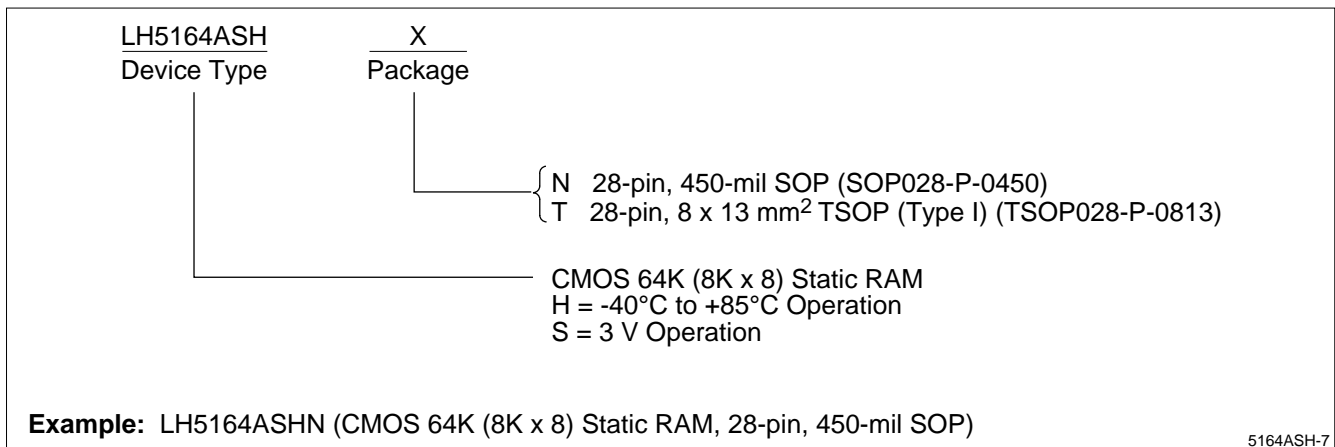 LH5164ASH X
Device Type Package
N 28-pin, 450-mil SOP (SOP028-P-0450)
T 28-pin, 8 x 13 mm2 TSOP (Type I) (TSOP028-P-0813)
CMOS 64K (8K x 8) Static RAM
H = -40°C to +85°C Operation
S = 3 V Operation
Example: LH5164ASHN (CMOS 64K (8K x 8) Static RAM, 28-pin, 450-mil SOP)
5164ASH-7